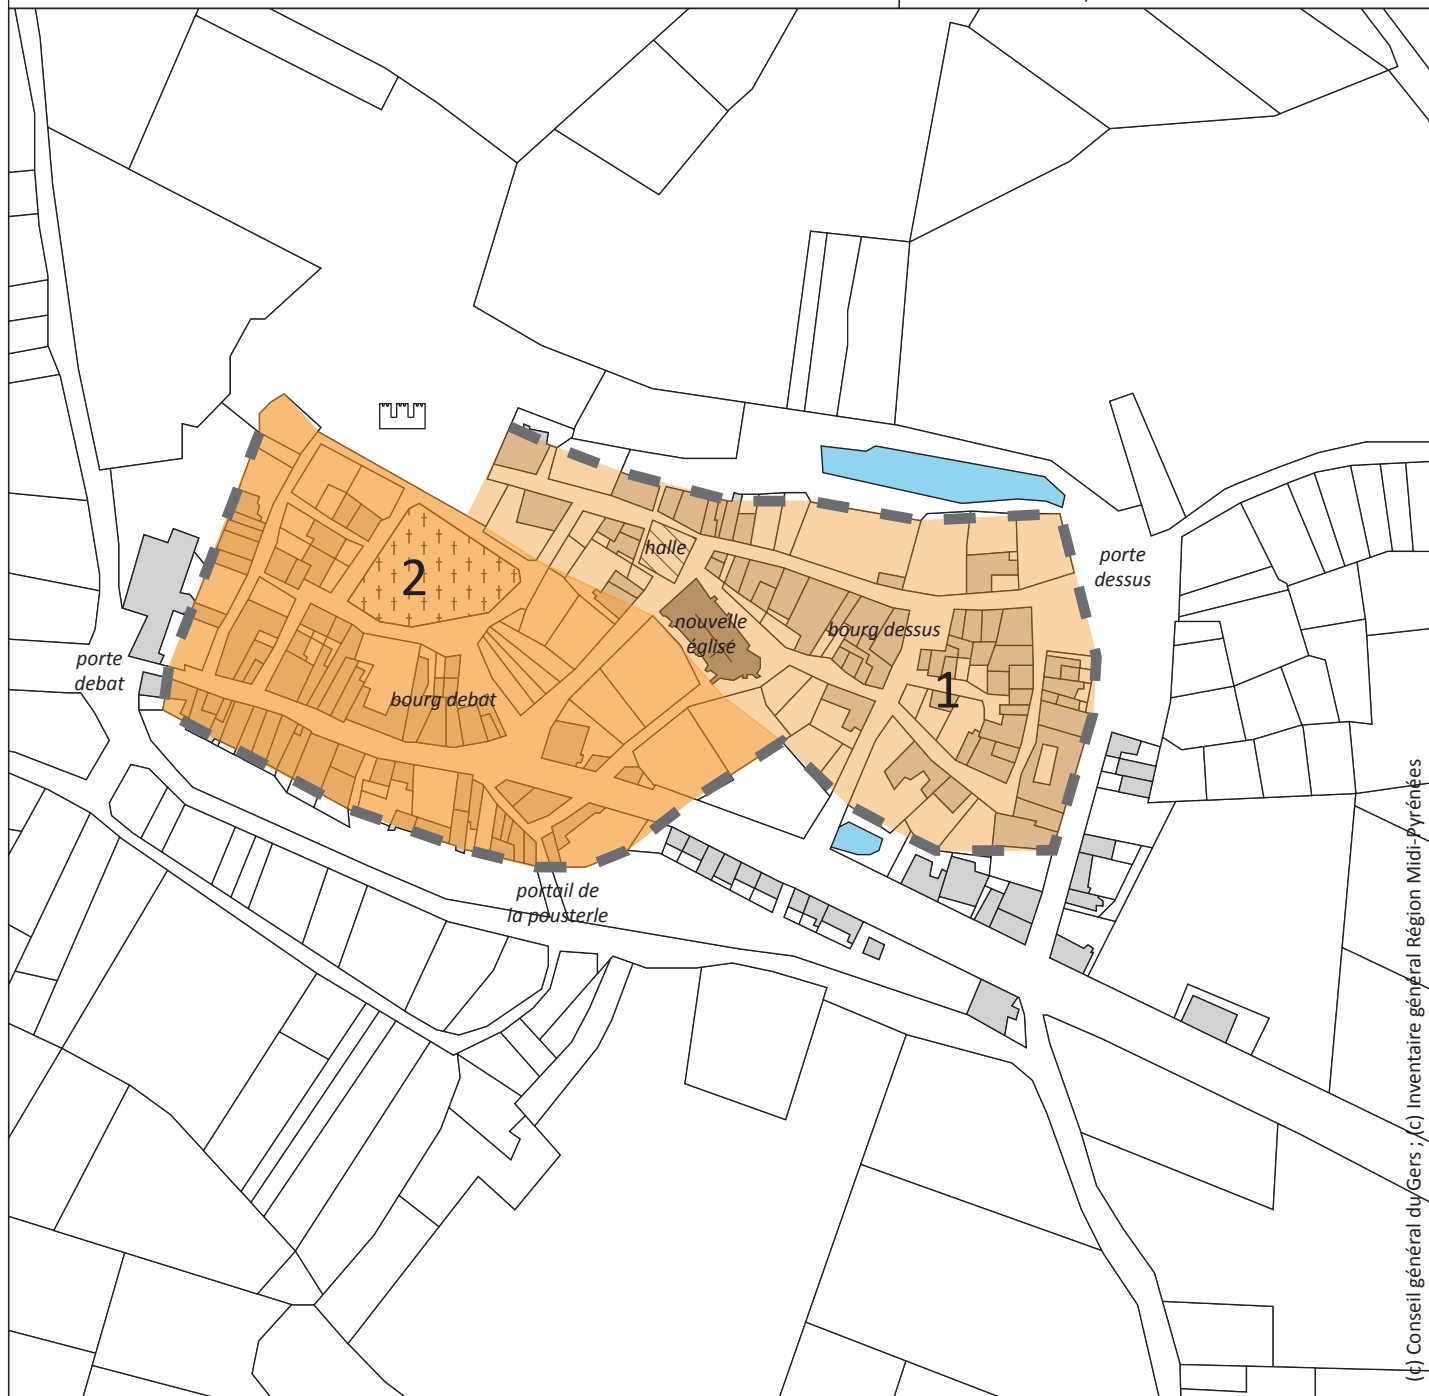 halle
porte
dessus
nouvelle
église
bourg dessus
2
porte
debat
bourg debat
1
portail de
la pousterle
(c) Conseil général du Gers ; (c) Inventaire général Région Midi-Pyrénées